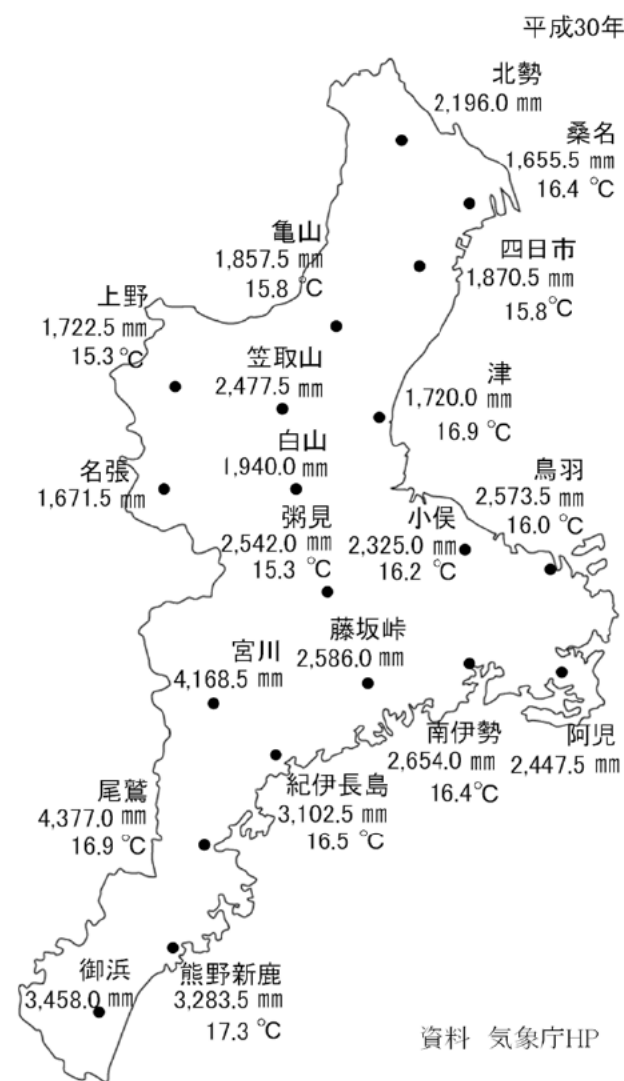 平成30年
北勢
2,196.0 mm
桑名
1,655.5 mm
16.4 ℃
亀山
1,857.5 mm
15.8 ℃
四日市
1,870.5 mm
15.8℃
上野
1,722.5 mm
15.3 ℃
笠取山
2,477.5 mm
津
1,720.0 mm
16.9 ℃
白山
1,940.0 mm
名張
1,671.5 mm
鳥羽
2,573.5 mm
16.0 ℃
粥見
2,542.0 mm
15.3 ℃
小俣
2,325.0 mm
16.2 ℃
藤坂峠
2,586.0 mm
宮川
4,168.5 mm
南伊勢
2,654.0 mm
16.4℃
阿児
2,447.5 mm
紀伊長島
3,102.5 mm
16.5 ℃
尾鷲
4,377.0 mm
16.9 ℃
御浜
3,458.0 mm
熊野新鹿
3,283.5 mm
17.3 ℃
資料 気象庁HP